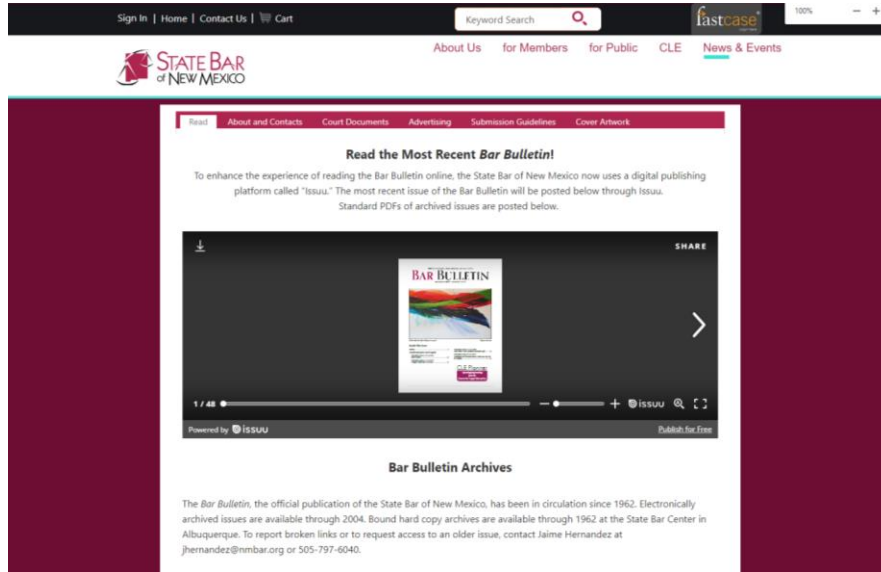 Sign In | Home | Contact Us | Cart
Keyword Search
fastcase
100%
— +
STATE BAR
of NEW MEXICO
About Us for Members for Public CLE News & Events
Read About and Contacts Court Documents Advertising Submission Guidelines Cover Artwork
Read the Most Recent Bar Bulletin!
To enhance the experience of reading the Bar Bulletin online, the State Bar of New Mexico now uses a digital publishing
platform called "Issuu." The most recent issue of the Bar Bulletin will be posted below through Issuu.
Standard PDFs of archived issues are posted below.
SHARE
BAR BULLETIN
1 / 48
issuu
Powered by issuu
Publish for Free
Bar Bulletin Archives
The Bar Bulletin, the official publication of the State Bar of New Mexico, has been in circulation since 1962. Electronically
archived issues are available through 2004. Bound hard copy archives are available through 1962 at the State Bar Center in
Albuquerque. To report broken links or to request access to an older issue, contact Jaime Hernandez at
jhernandez@nmbar.org or 505-797-6040.